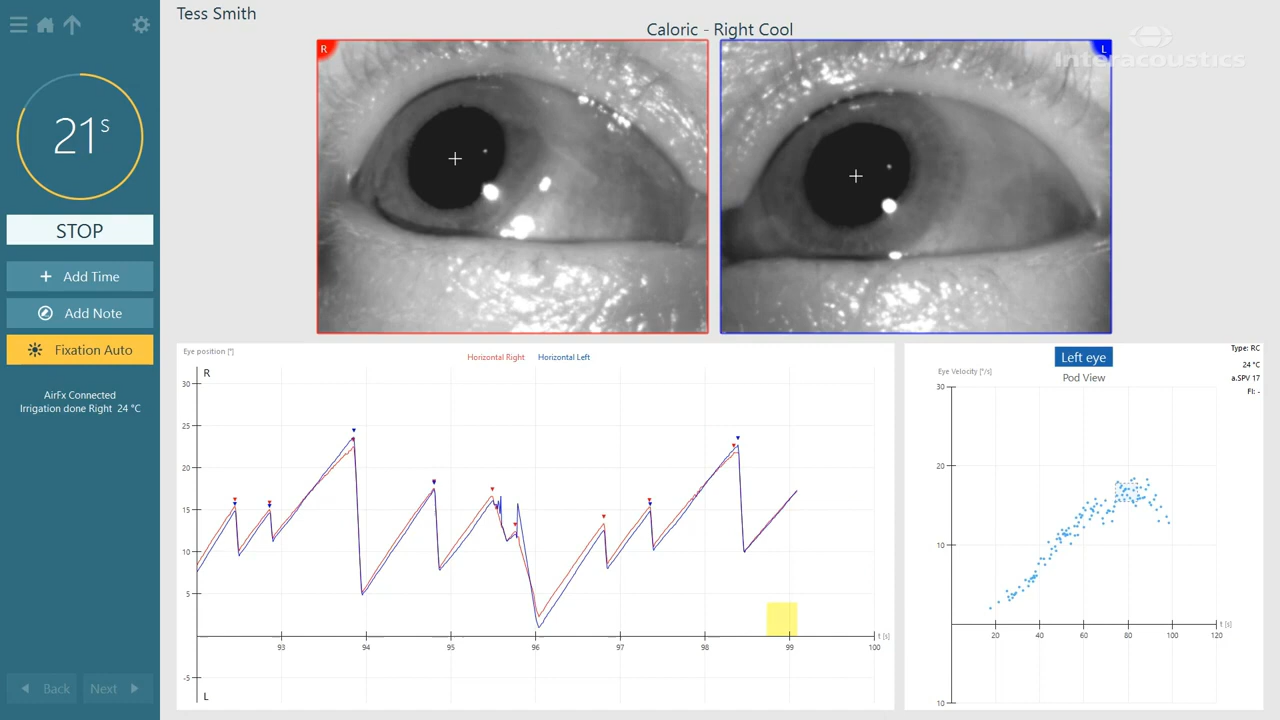 Tess Smith
Caloric - Right Cool
interacoustics
R
L
21 s
STOP
+ Add Time
Add Note
Fixation Auto
AirFx Connected
Irrigation done Right 24 °C
Back
Next
Eye position [°]
Horizontal Right
Horizontal Left
R
30
25
20
15
10
5
-5
L
93
94
95
96
97
98
99
100
t [s]
Left eye
Pod View
Type: RC
24 °C
a.SPV 17
FI: -
Eye Velocity [°/s]
30
20
10
10
20
40
60
80
100
120
t [s]